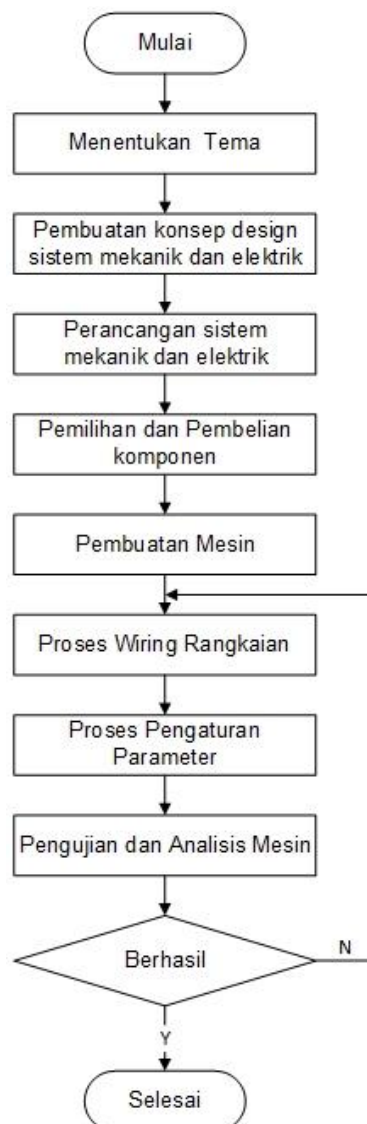 Mulai
Menentukan Tema
Pembuatan konsep design
sistem mekanik dan elektrik
Perancangan sistem
mekanik dan elektrik
Pemilihan dan Pembelian
komponen
Pembuatan Mesin
Proses Wiring Rangkaian
Proses Pengaturan
Parameter
Pengujian dan Analisis Mesin
Berhasil
N
Y
Selesai